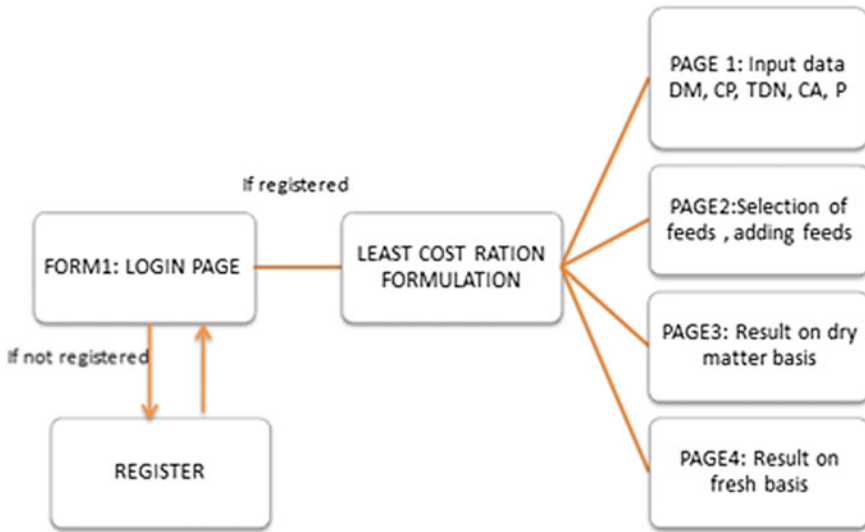 PAGE 1: Input data
DM, CP, TDN, CA, P
If registered
PAGE2:Selection of
feeds , adding feeds
FORM1: LOGIN PAGE
LEAST COST RATION
FORMULATION
PAGE3: Result on dry
matter basis
If not registered
REGISTER
PAGE4: Result on
fresh basis